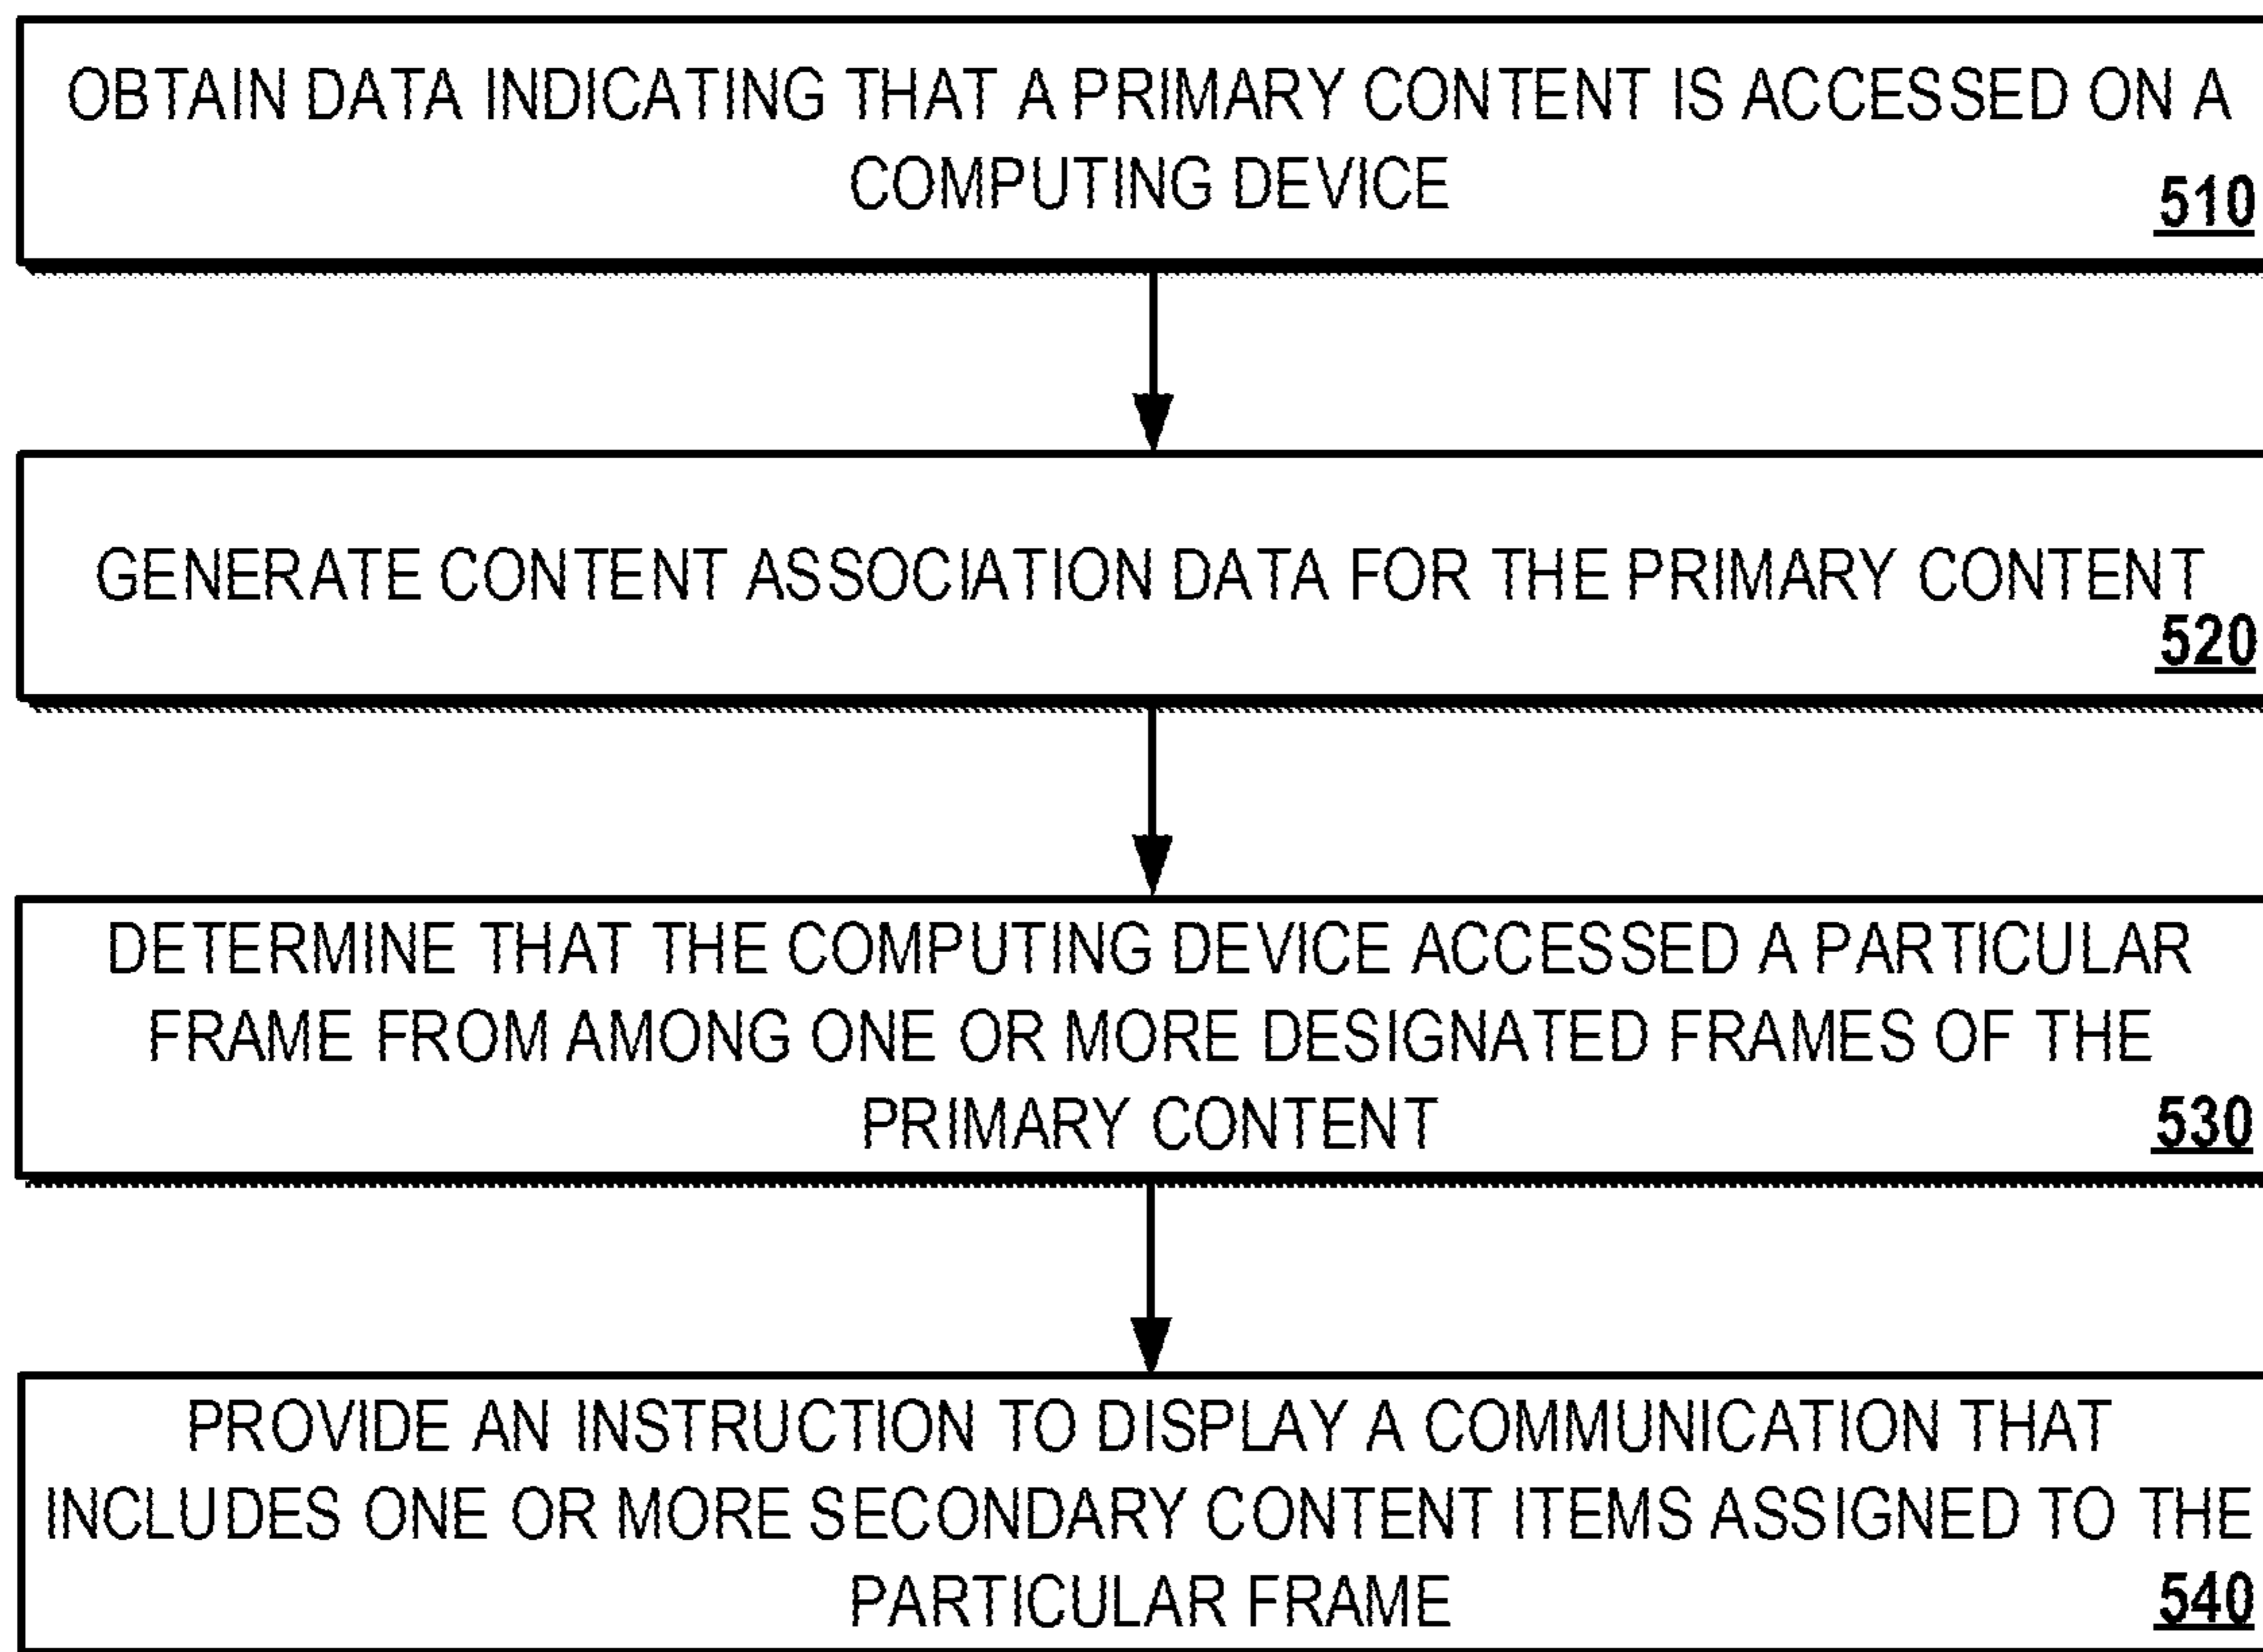 OBTAIN DATA INDICATING THAT A PRIMARY CONTENT IS ACCESSED ON A
COMPUTING DEVICE
510
GENERATE CONTENT ASSOCIATION DATA FOR THE PRIMARY CONTENT
520
DETERMINE THAT THE COMPUTING DEVICE ACCESSED A PARTICULAR
FRAME FROM AMONG ONE OR MORE DESIGNATED FRAMES OF THE
PRIMARY CONTENT
530
PROVIDE AN INSTRUCTION TO DISPLAY A COMMUNICATION THAT
INCLUDES ONE OR MORE SECONDARY CONTENT ITEMS ASSIGNED TO THE
PARTICULAR FRAME
540